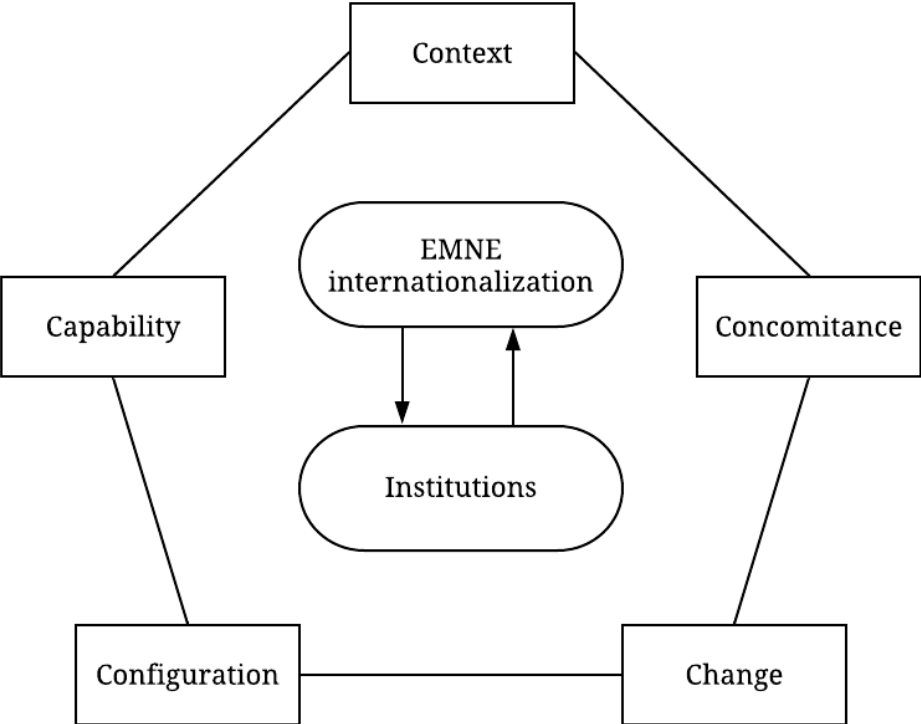 Context
EMNE
internationalization
Capability
Concomitance
Institutions
Configuration
Change